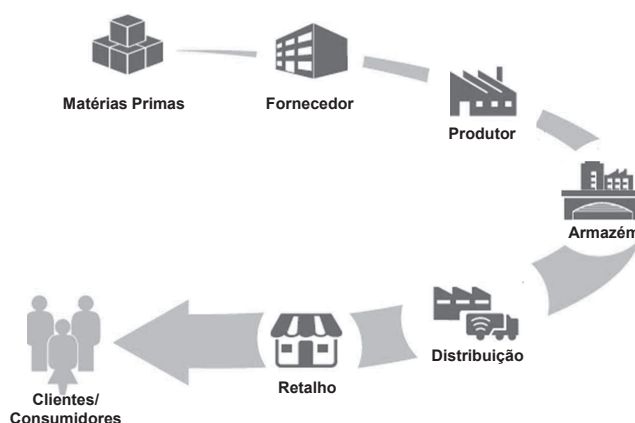 Matérias Primas
Fornecedor
Produtor
Armazém
Distribuição
Retalho
Clientes/
Consumidores